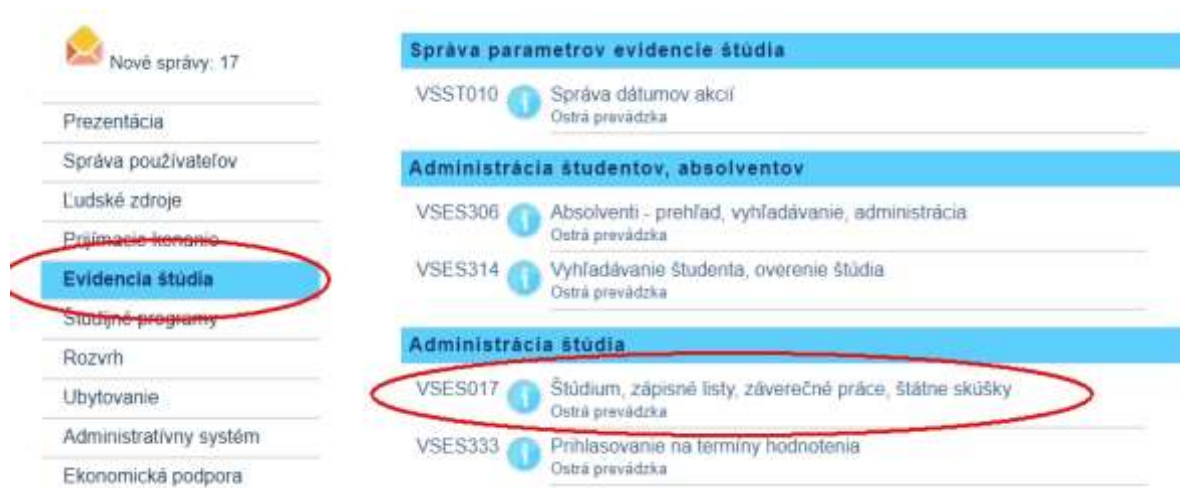 Nové správy: 17
Prezentácia
Správa používateľov
Ľudské zdroje
Prijímacie konanie
Evidencia štúdia
Študijné programy
Rozvrh
Ubytovanie
Administratívny systém
Ekonomická podpora
Správa parametrov evidencie štúdia
VSST010 Správa dátumov akcií
Ostrá prevádzka
Administrácia študentov, absolventov
VSES306 Absolventi - prehľad, vyhľadávanie, administrácia
Ostrá prevádzka
VSES314 Vyhľadávanie študenta, overenie štúdia
Ostrá prevádzka
Administrácia štúdia
VSES017 Štúdium, zápisné listy, záverečné práce, štátne skúšky
Ostrá prevádzka
VSES333 Prihlasovanie na termíny hodnotenia
Ostrá prevádzka